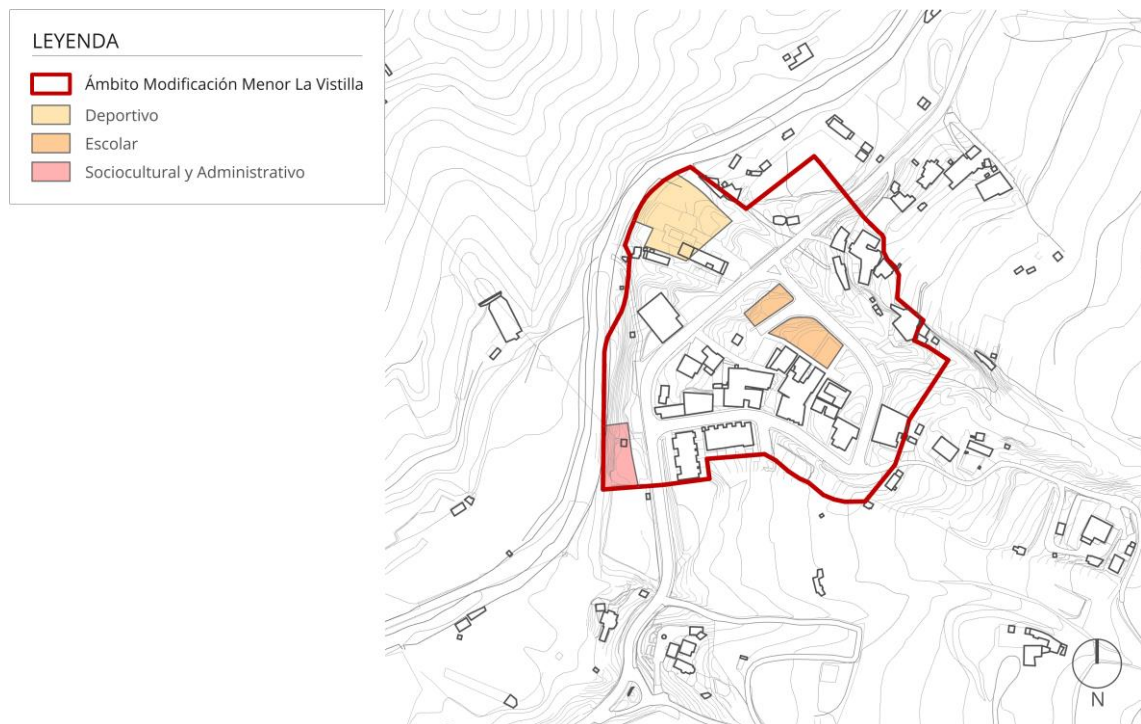 LEYENDA
Ámbito Modificación Menor La Vistilla
Deportivo
Escolar
Sociocultural y Administrativo
N